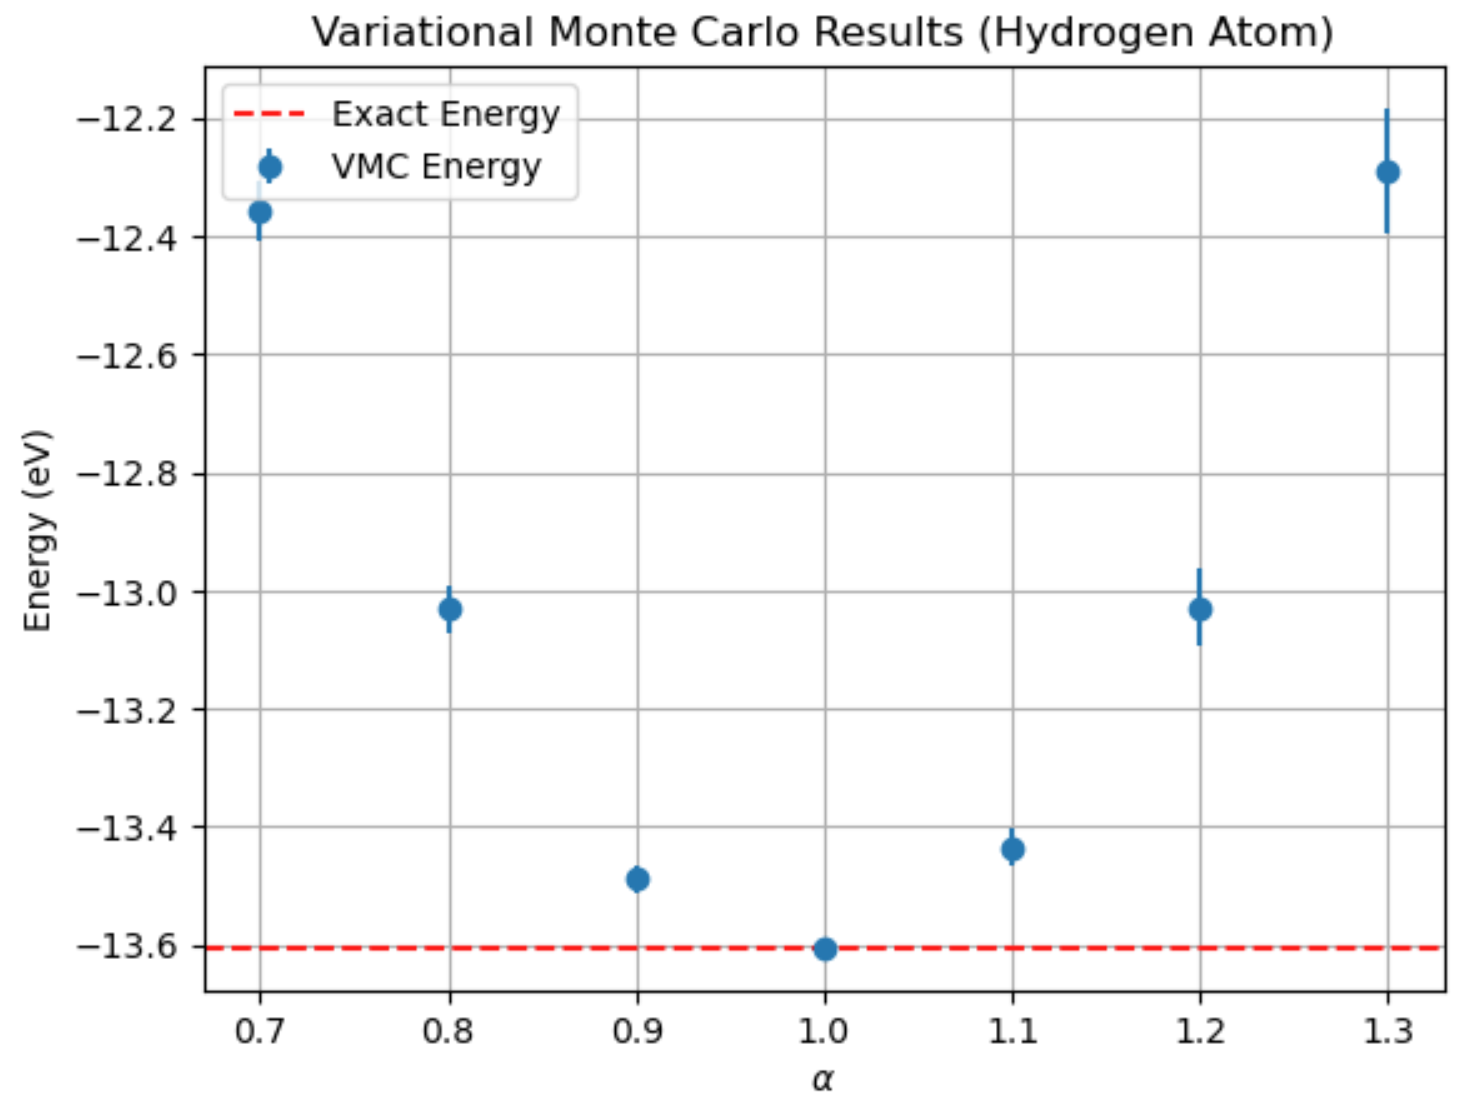 Variational Monte Carlo Results (Hydrogen Atom)
Exact Energy
VMC Energy
−12.2
−12.4
−12.6
−12.8
−13.0
−13.2
−13.4
−13.6
Energy (eV)
0.7 0.8 0.9 1.0 1.1 1.2 1.3
α